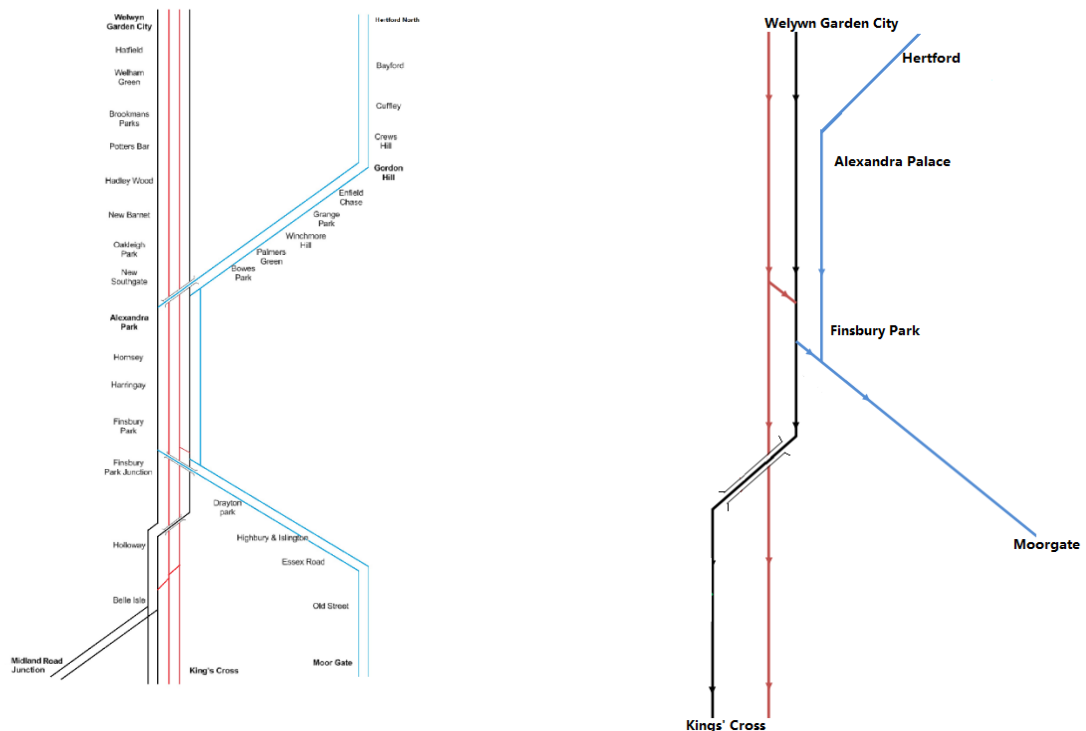 Welwyn
Garden City
Hatfield
Welham
Green
Brookmans
Parks
Potters Bar
Hadley Wood
New Barnet
Oakleigh
Park
New
Southgate
Alexandra
Park
Hornsey
Harringay
Finsbury
Park
Finsbury
Park Junction
Holloway
Belle Isle
Midland Road
Junction
King's Cross
Hertford North
Bayford
Cuffley
Crews
Hill
Gordon
Hill
Enfield
Chase
Grange
Park
Winchmore
Hill
Palmers
Green
Bowes
Park
Drayton
park
Highbury & Islington
Essex Road
Old Street
Moor Gate
Welywn Garden City
Hertford
Alexandra Palace
Finsbury Park
Moorgate
Kings' Cross